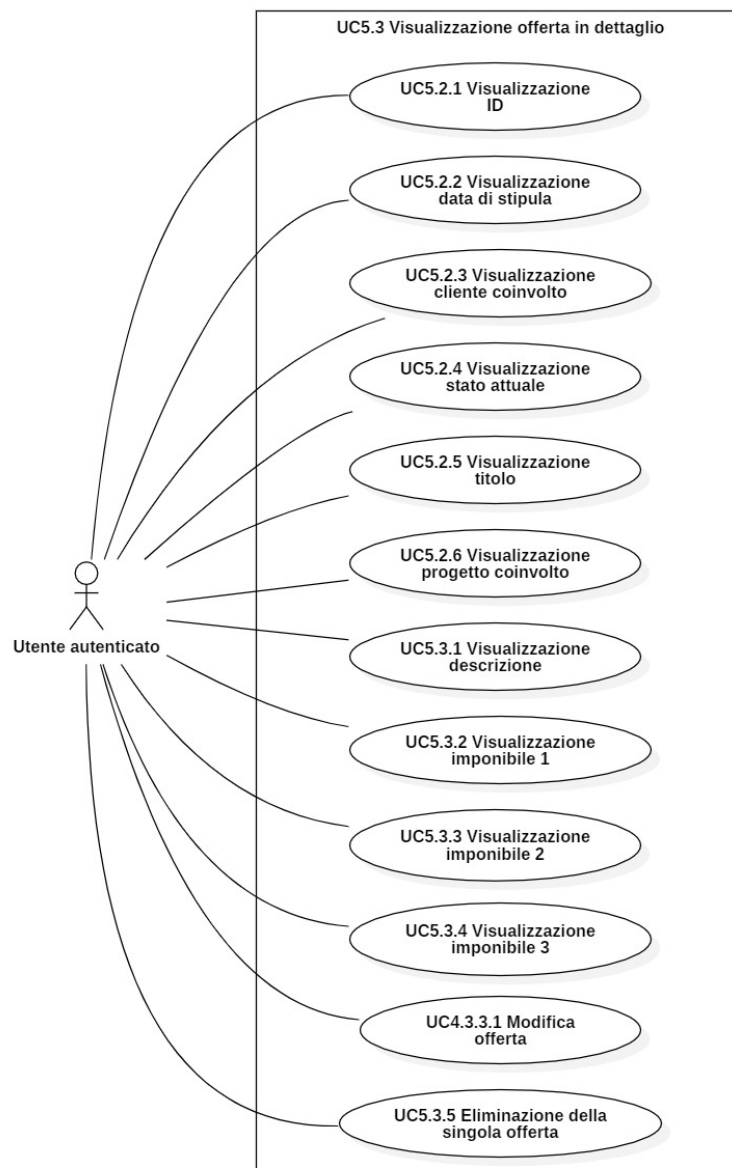 UC5.3 Visualizzazione offerta in dettaglio
UC5.2.1 Visualizzazione
ID
UC5.2.2 Visualizzazione
data di stipula
UC5.2.3 Visualizzazione
cliente coinvolto
UC5.2.4 Visualizzazione
stato attuale
UC5.2.5 Visualizzazione
titolo
UC5.2.6 Visualizzazione
progetto coinvolto
Utente autenticato
UC5.3.1 Visualizzazione
descrizione
UC5.3.2 Visualizzazione
imponibile 1
UC5.3.3 Visualizzazione
imponibile 2
UC5.3.4 Visualizzazione
imponibile 3
UC4.3.3.1 Modifica
offerta
UC5.3.5 Eliminazione della
singola offerta